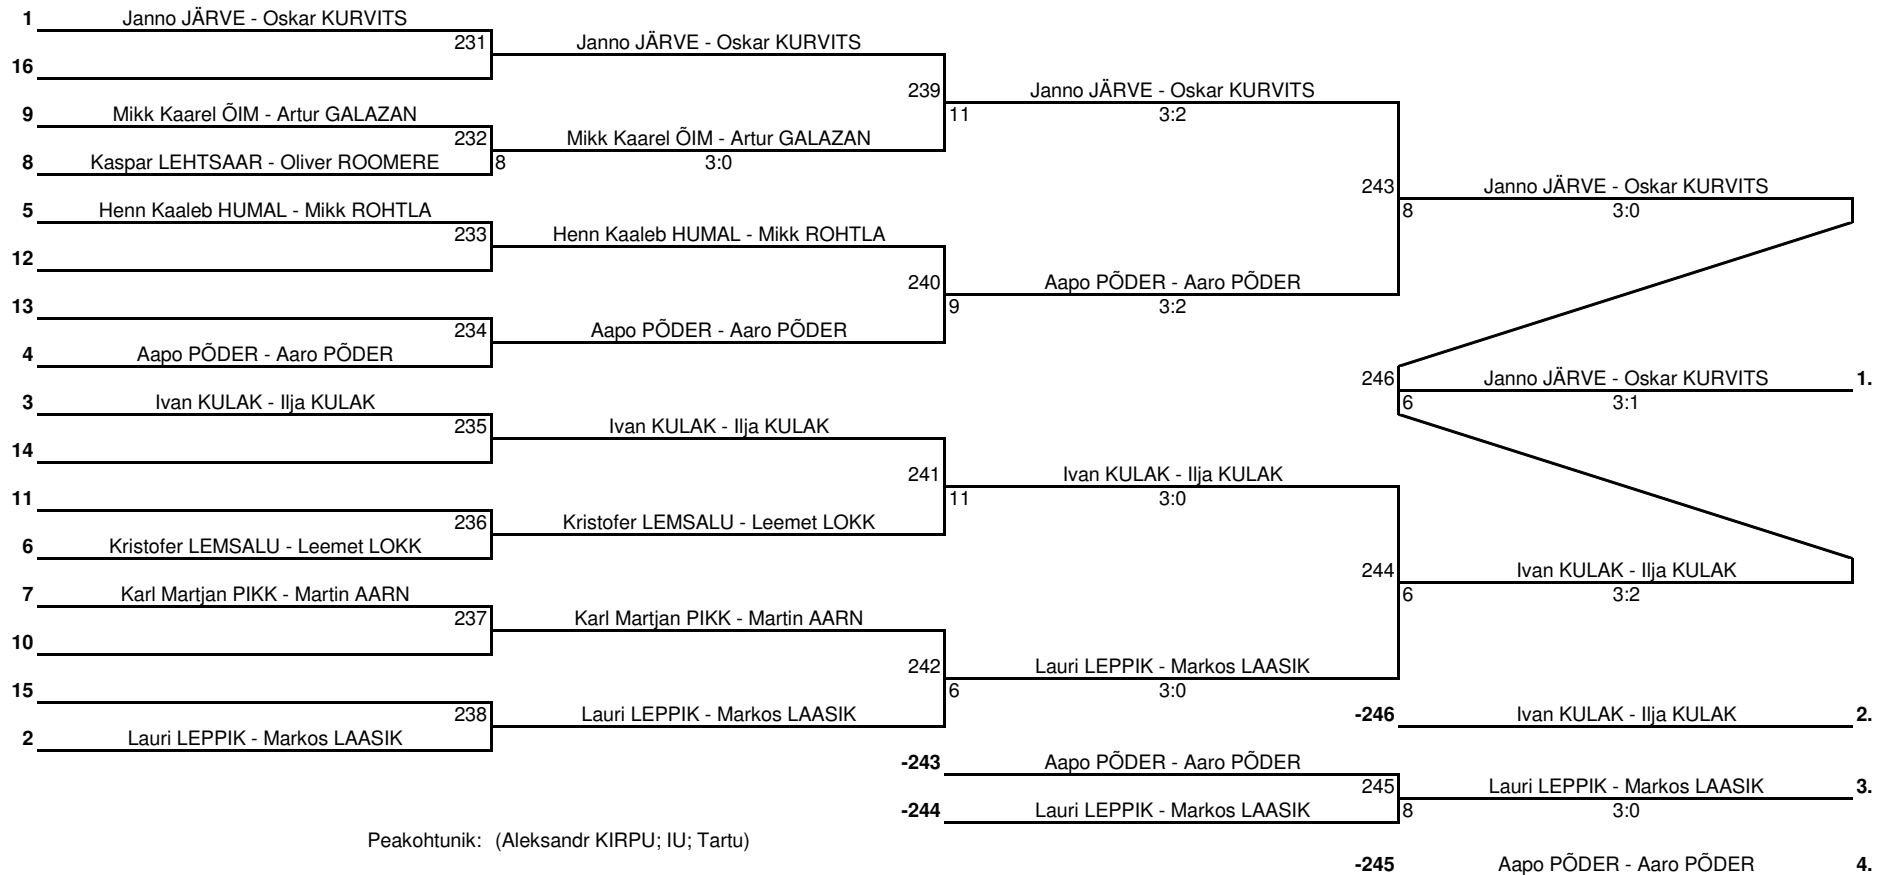 1 Janno JÄRVE - Oskar KURVITS
231 Janno JÄRVE - Oskar KURVITS
16
239 Janno JÄRVE - Oskar KURVITS
11 3:2
9 Mikk Kaarel ÕIM - Artur GALAZAN
232 Mikk Kaarel ÕIM - Artur GALAZAN
8 Kaspar LEHTSAAR - Oliver ROOMERE 8 3:0
243 Janno JÄRVE - Oskar KURVITS
5 Henn Kaaleb HUMAL - Mikk ROHTLA 8 3:0
233 Henn Kaaleb HUMAL - Mikk ROHTLA
12
240 Aapo PÕDER - Aaro PÕDER
13 9 3:2
234 Aapo PÕDER - Aaro PÕDER
4 Aapo PÕDER - Aaro PÕDER
246 Janno JÄRVE - Oskar KURVITS 1.
3 Ivan KULAK - Ilja KULAK 6 3:1
235 Ivan KULAK - Ilja KULAK
14
241 Ivan KULAK - Ilja KULAK
11 11 3:0
236 Kristofer LEMSALU - Leemet LOKK
6 Kristofer LEMSALU - Leemet LOKK
244 Ivan KULAK - Ilja KULAK
7 Karl Martjan PIKK - Martin AARN 6 3:2
237 Karl Martjan PIKK - Martin AARN
10
242 Lauri LEPPIK - Markos LAASIK
15 6 3:0
238 Lauri LEPPIK - Markos LAASIK -246 Ivan KULAK - Ilja KULAK 2.
2 Lauri LEPPIK - Markos LAASIK
-243 Aapo PÕDER - Aaro PÕDER
245 Lauri LEPPIK - Markos LAASIK 3.
-244 Lauri LEPPIK - Markos LAASIK 8 3:0
Peakohtunik: (Aleksandr KIRPU; IU; Tartu)
-245 Aapo PÕDER - Aaro PÕDER 4.